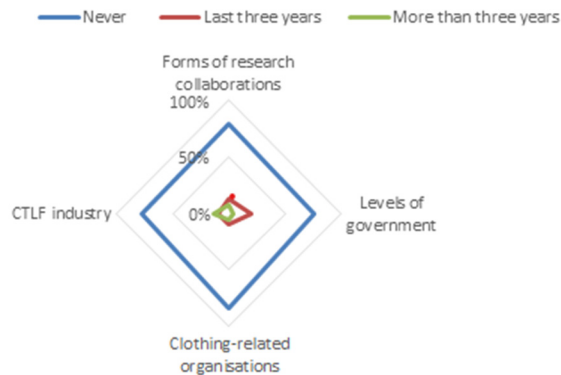 Never Last three years More than three years
Forms of research
collaborations
100%
50%
0%
CTLF industry
Levels of
government
Clothing-related
organisations